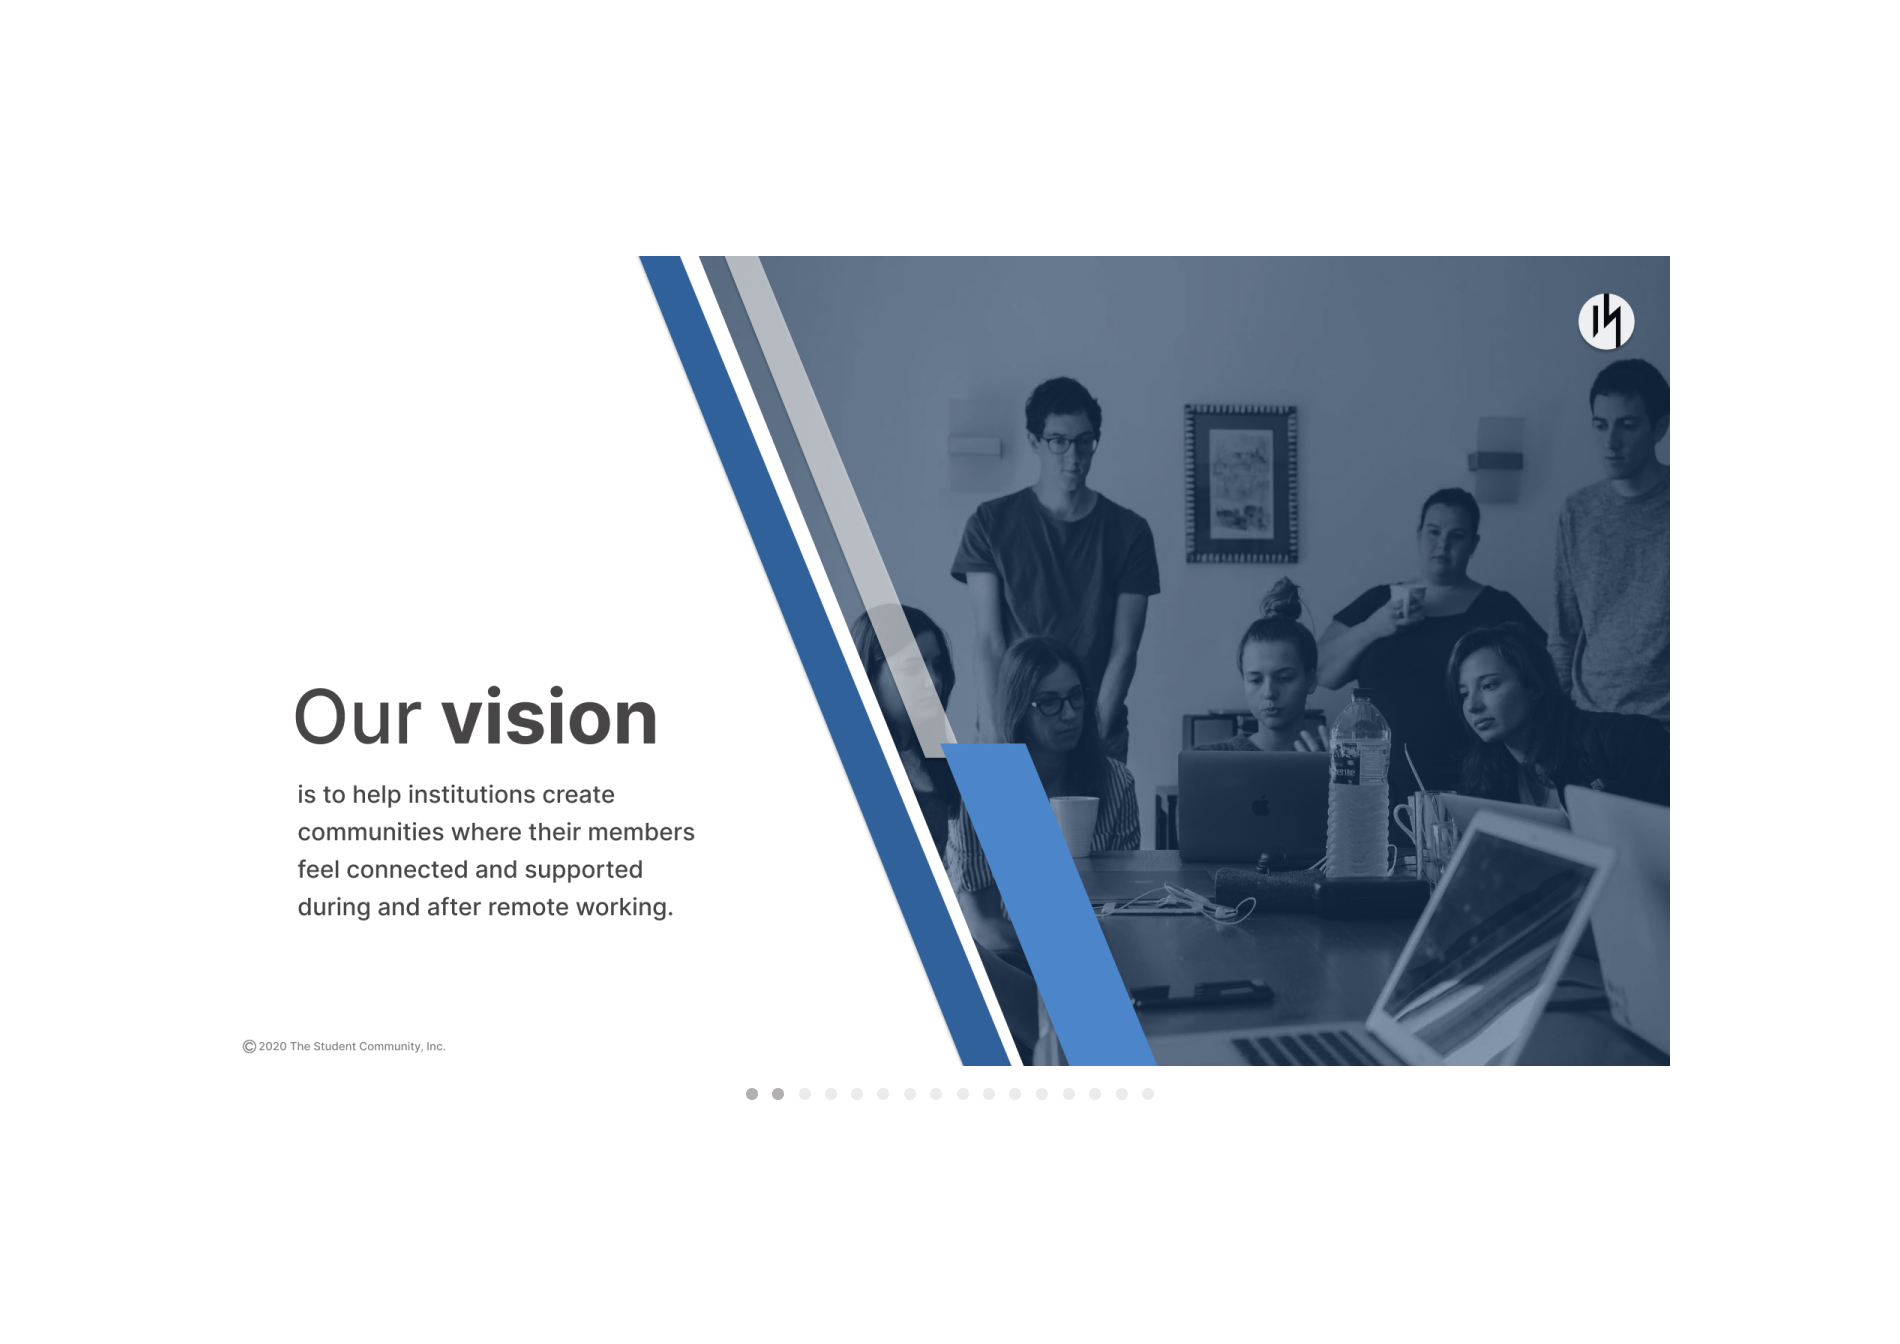 Our vision
is to help institutions create
communities where their members
feel connected and supported
during and after remote working.
© 2020 The Student Community, Inc.